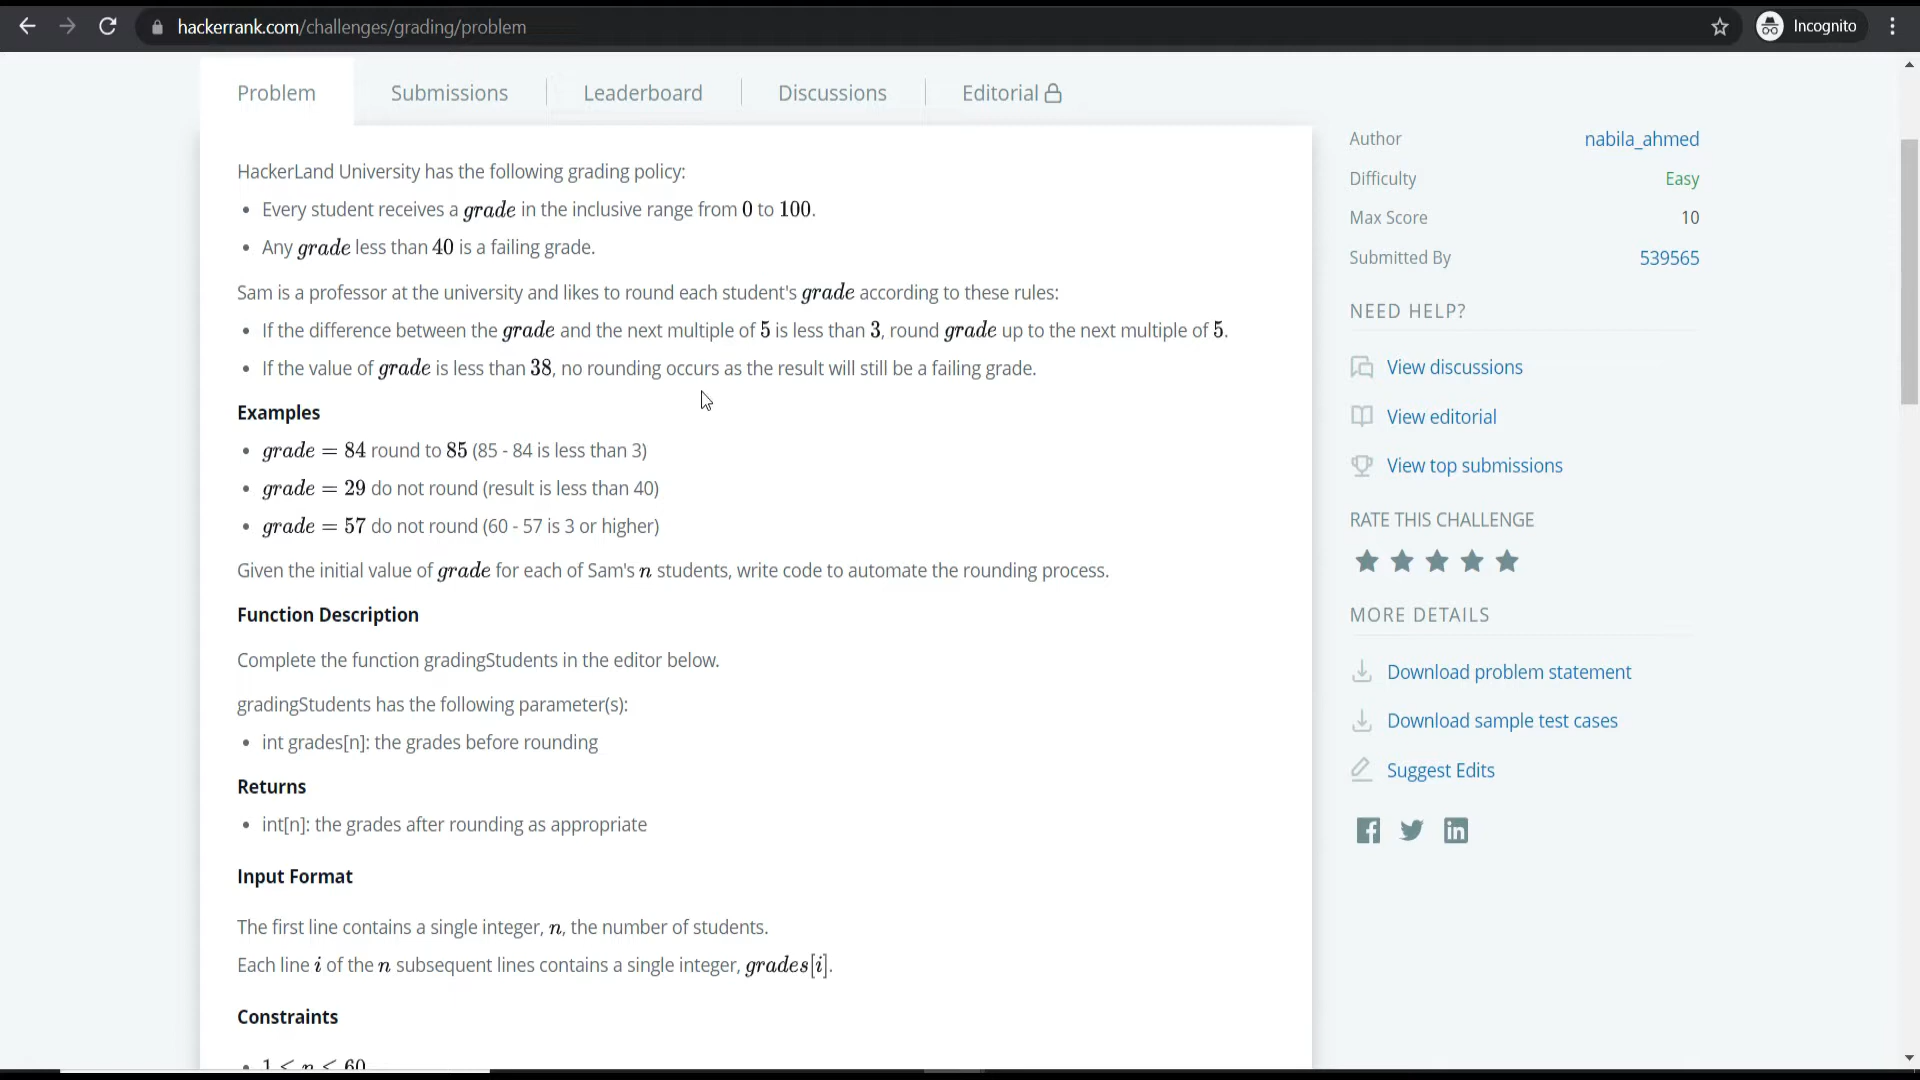 hackerrank.com/challenges/grading/problem
Incognito
Problem
Submissions
Leaderboard
Discussions
Editorial
HackerLand University has the following grading policy:
• Every student receives a grade in the inclusive range from 0 to 100.
• Any grade less than 40 is a failing grade.
Sam is a professor at the university and likes to round each student's grade according to these rules:
• If the difference between the grade and the next multiple of 5 is less than 3, round grade up to the next multiple of 5.
• If the value of grade is less than 38, no rounding occurs as the result will still be a failing grade.
Examples
• grade = 84 round to 85 (85 - 84 is less than 3)
• grade = 29 do not round (result is less than 40)
• grade = 57 do not round (60 - 57 is 3 or higher)
Given the initial value of grade for each of Sam's n students, write code to automate the rounding process.
Function Description
Complete the function gradingStudents in the editor below.
gradingStudents has the following parameter(s):
• int grades[n]: the grades before rounding
Returns
• int[n]: the grades after rounding as appropriate
Input Format
The first line contains a single integer, n, the number of students.
Each line i of the n subsequent lines contains a single integer, grades[i].
Constraints
• 1 ≤ n ≤ 60
Author
nabila_ahmed
Difficulty
Easy
Max Score
10
Submitted By
539565
NEED HELP?
View discussions
View editorial
View top submissions
RATE THIS CHALLENGE
MORE DETAILS
Download problem statement
Download sample test cases
Suggest Edits